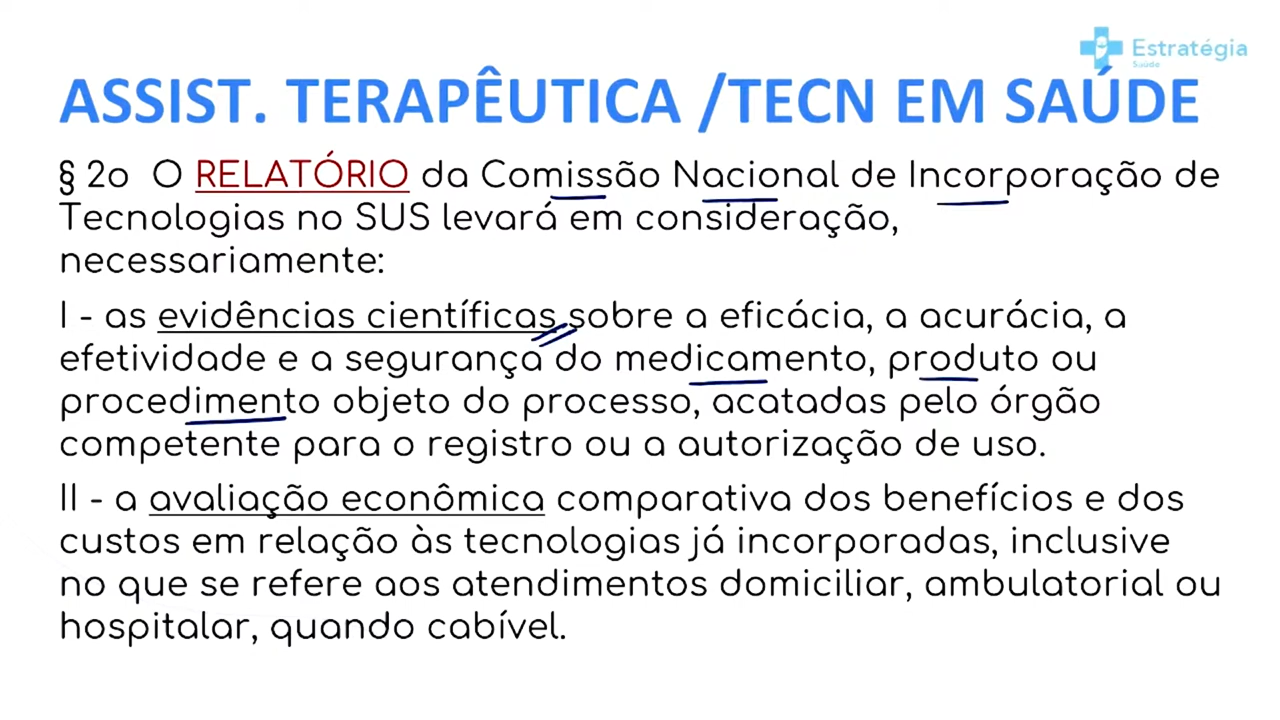 Estratégia
Saúde
ASSIST. TERAPÊUTICA /TECN EM SAÚDE
§ 2o O RELATÓRIO da Comissão Nacional de Incorporação de
Tecnologias no SUS levará em consideração,
necessariamente:
I - as evidências científicas sobre a eficácia, a acurácia, a
efetividade e a segurança do medicamento, produto ou
procedimento objeto do processo, acatadas pelo órgão
competente para o registro ou a autorização de uso.
II - a avaliação econômica comparativa dos benefícios e dos
custos em relação às tecnologias já incorporadas, inclusive
no que se refere aos atendimentos domiciliar, ambulatorial ou
hospitalar, quando cabível.